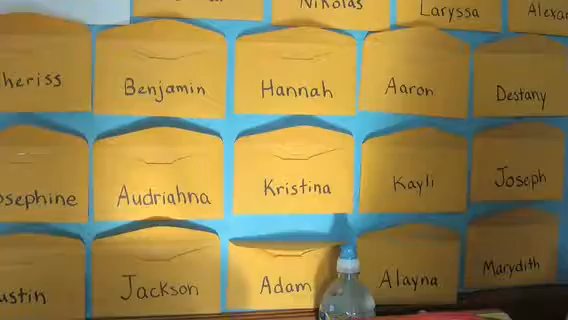 Nikolas
Laryssa
Benjamin
Hannah
Aaron
Destany
Audriahna
Kristina
Kayli
Joseph
Jackson
Adam
Alayna
Marydith